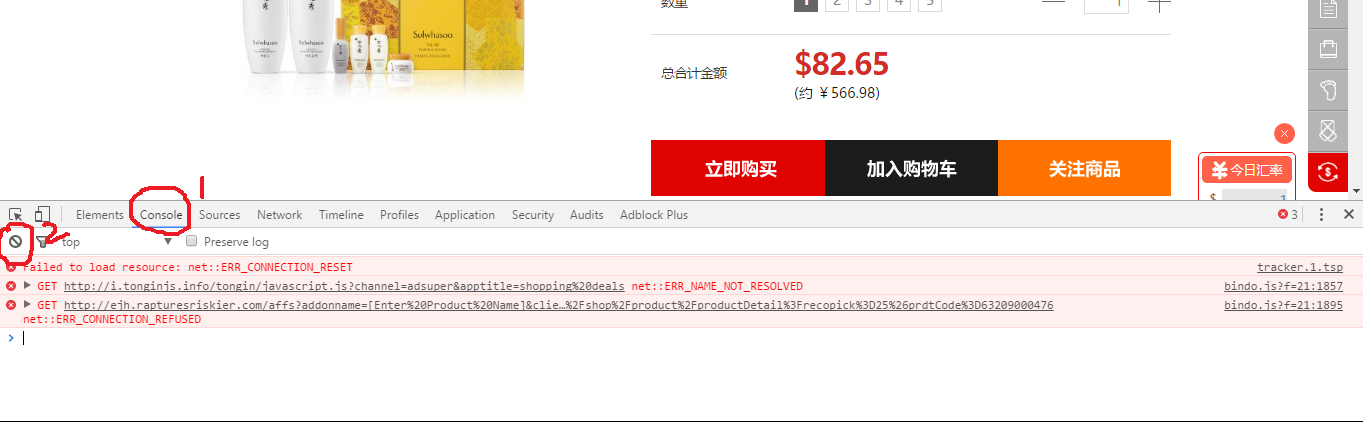 数量 1 2 3 4 5 1
Sulwhasoo
总合计金额 $82.65
(约 ￥566.98)
立即购买 加入购物车 关注商品
今日汇率
$ 1
1
Elements Console Sources Network Timeline Profiles Application Security Audits Adblock Plus 3
2
top Preserve log
Failed to load resource: net::ERR_CONNECTION_RESET tracker.1.tsp
GET http://i.tonginjs.info/tongin/javascript.js?channel=adsuper&apptitle=shopping%20deals net::ERR_NAME_NOT_RESOLVED bindo.js?f=21:1857
GET http://ejh.rapturesriskier.com/affs?addonname=[Enter%20Product%20Name]&clie…%2Fshop%2Fproduct%2FproductDetail%3Frecopick%3D25%26prdtCode%3D63209000476 bindo.js?f=21:1895
net::ERR_CONNECTION_REFUSED